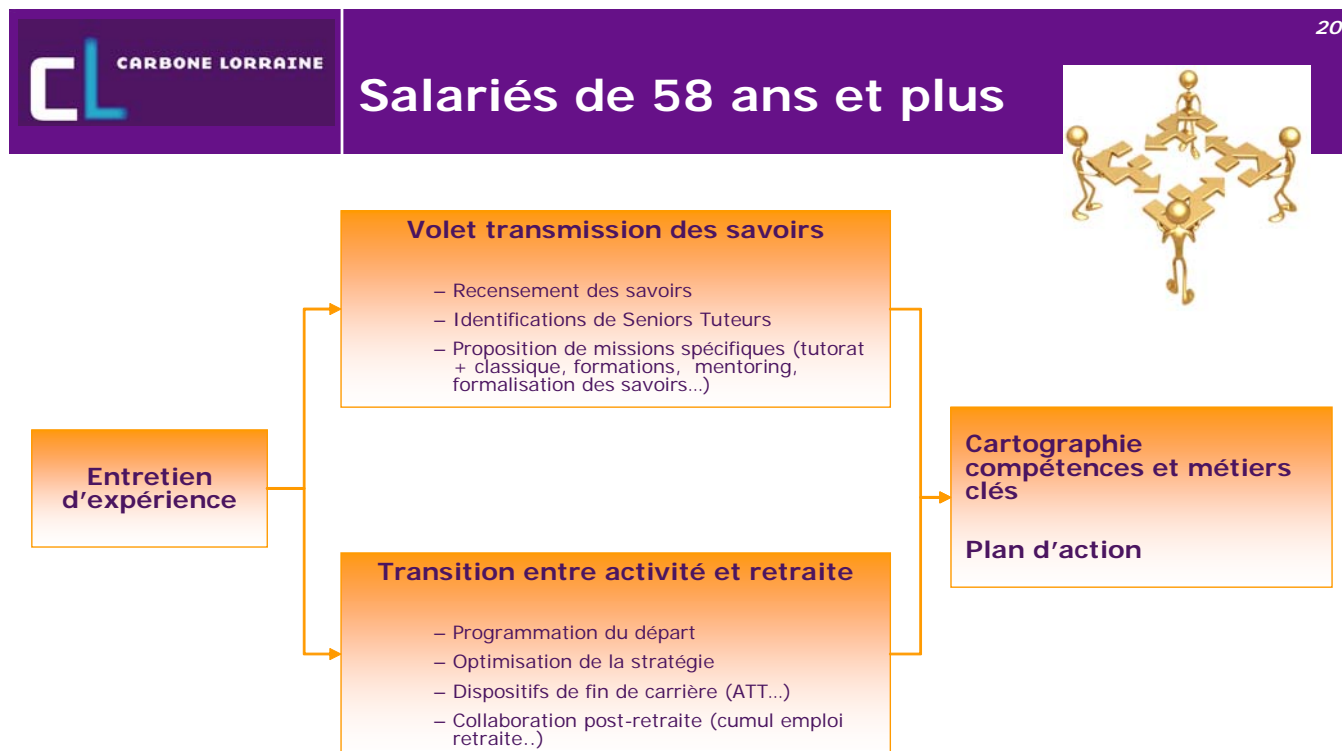 20
CL CARBONE LORRAINE
Salariés de 58 ans et plus
Volet transmission des savoirs
– Recensement des savoirs
– Identifications de Seniors Tuteurs
– Proposition de missions spécifiques (tutorat
+ classique, formations, mentoring,
formalisation des savoirs…)
Entretien
d'expérience
Transition entre activité et retraite
– Programmation du départ
– Optimisation de la stratégie
– Dispositifs de fin de carrière (ATT…)
– Collaboration post-retraite (cumul emploi
retraite..)
Cartographie
compétences et métiers
clés
Plan d'action